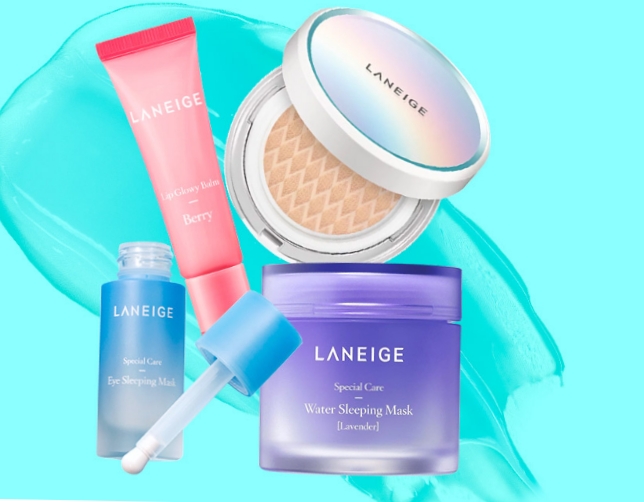 LANEIGE
Lip Glowy Balm
Berry
LANEIGE
LANEIGE
Special Care
Eye Sleeping Mask
LANEIGE
Special Care
Water Sleeping Mask
[Lavender]